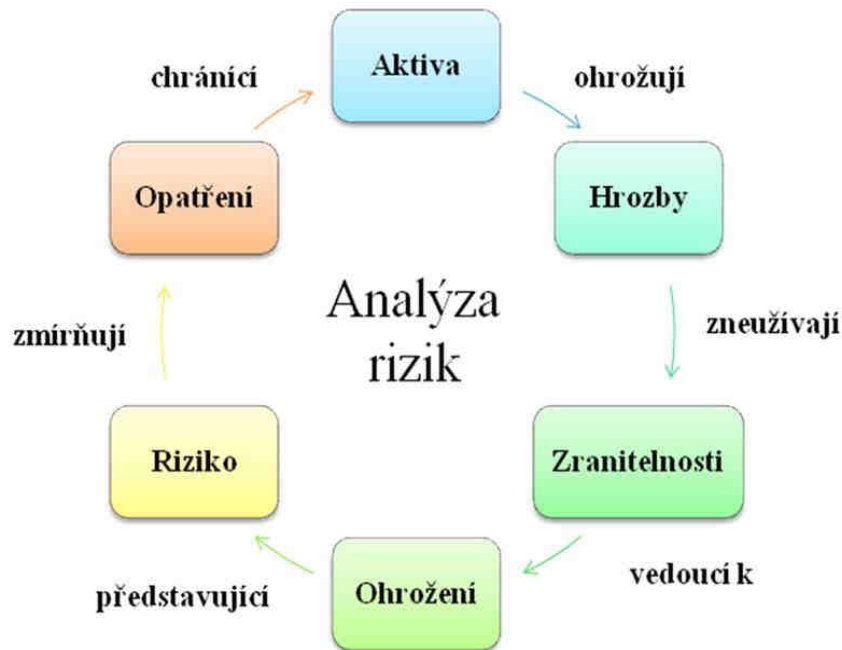 Aktiva
ohrožují
Hrozby
zneužívají
Zranitelnosti
vedoucí k
Ohrožení
představující
Riziko
zmírňují
Opatření
chránící
Analýza
rizik